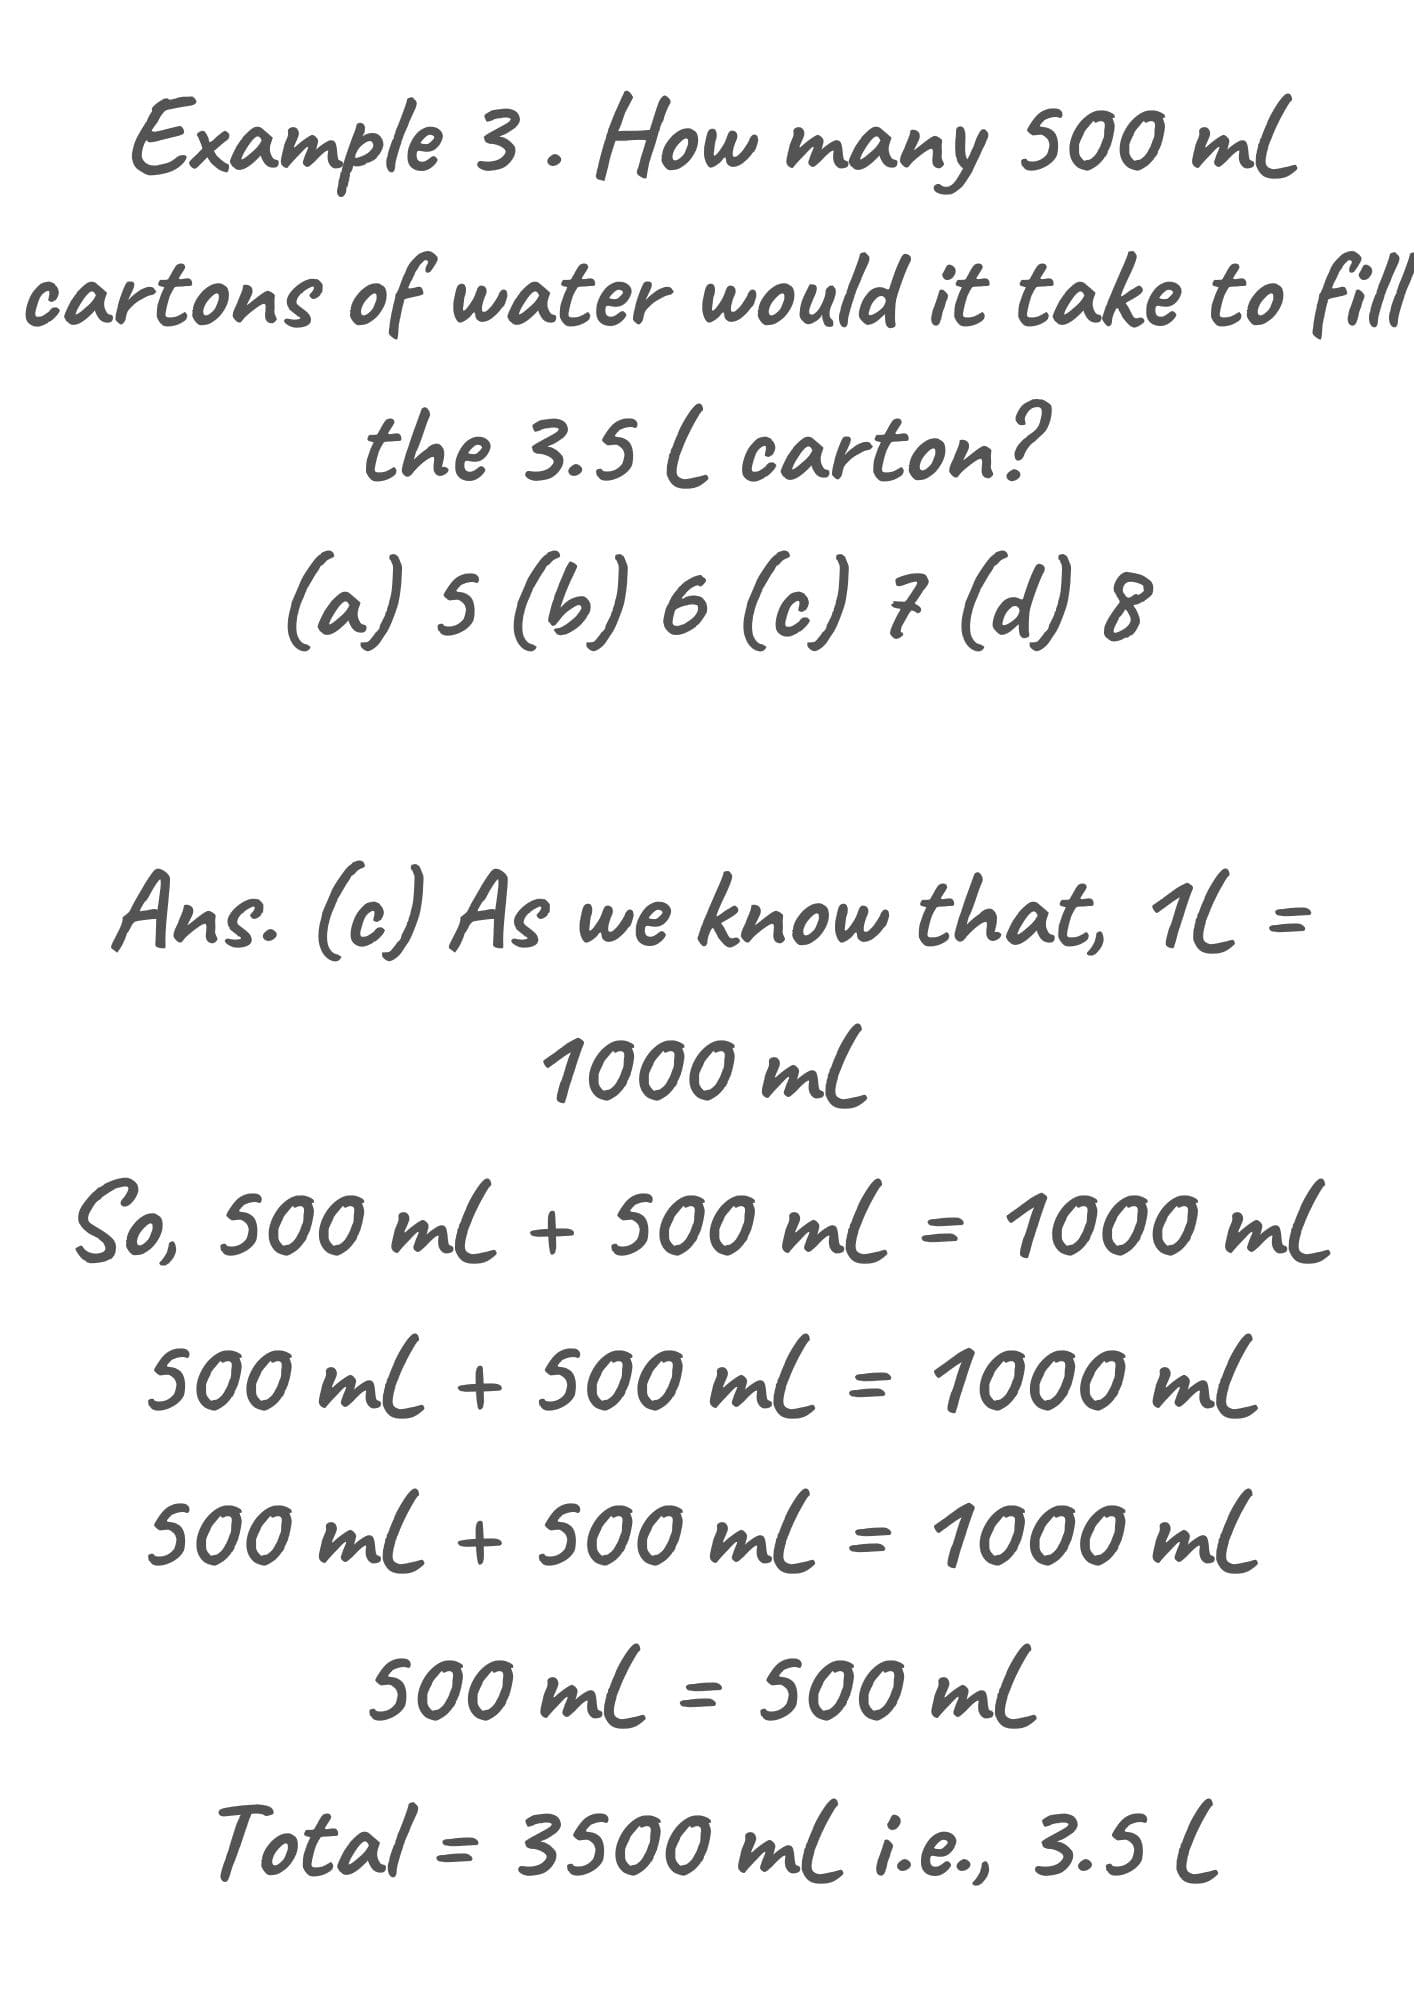 Example 3 . How many 500 mL
cartons of water would it take to fill
the 3.5 L carton?
(a) 5 (b) 6 (c) 7 (d) 8
Ans. (c) As we know that, 1L =
1000 mL
So, 500 mL + 500 mL = 1000 mL
500 mL + 500 mL = 1000 mL
500 mL + 500 mL = 1000 mL
500 mL = 500 mL
Total = 3500 mL i.e., 3.5 L